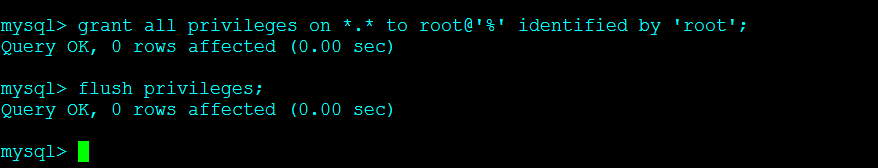 mysql> grant all privileges on *.* to root@'%' identified by 'root';
Query OK, 0 rows affected (0.00 sec)
mysql> flush privileges;
Query OK, 0 rows affected (0.00 sec)
mysql>